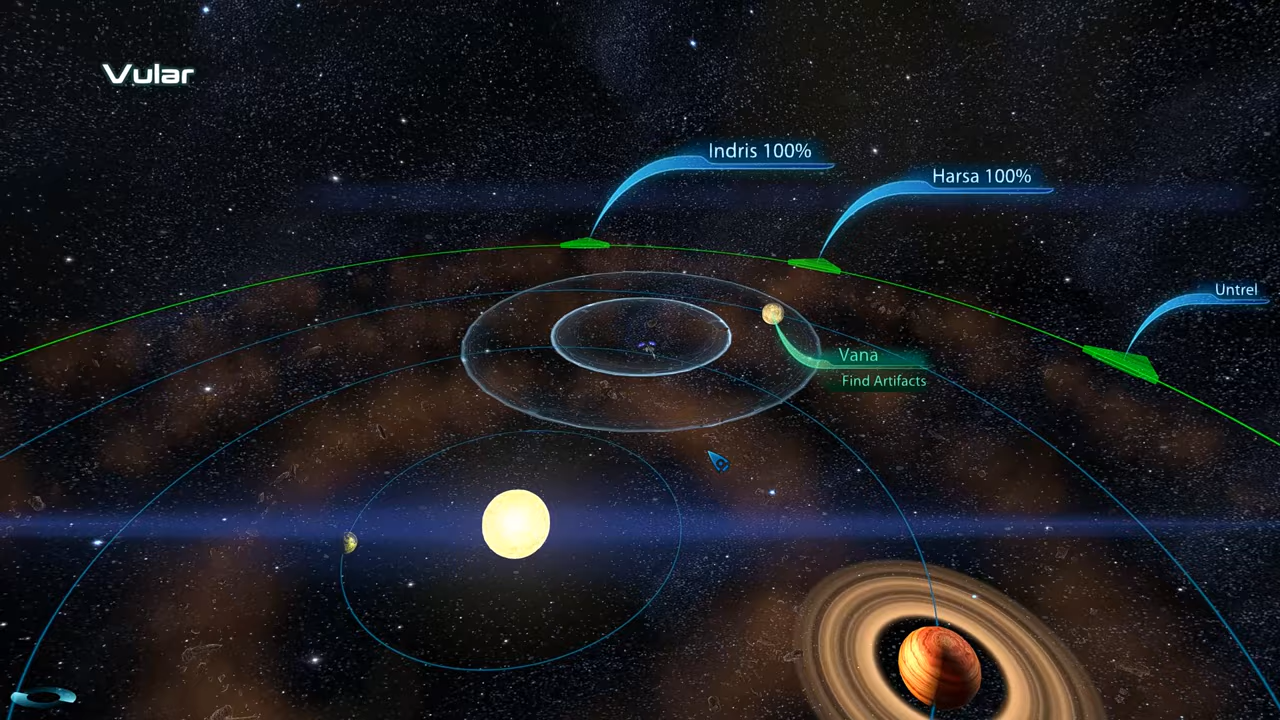 Vular
Indris 100%
Harsa 100%
Untrel
Vana
Find Artifacts